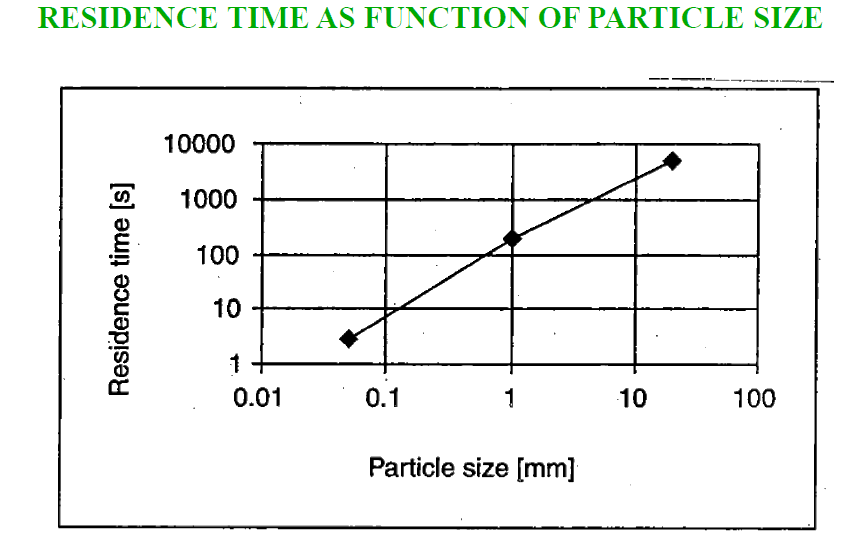 RESIDENCE TIME AS FUNCTION OF PARTICLE SIZE
10000
1000
100
10
1
Residence time [s]
0.01 0.1 1 10 100
Particle size [mm]